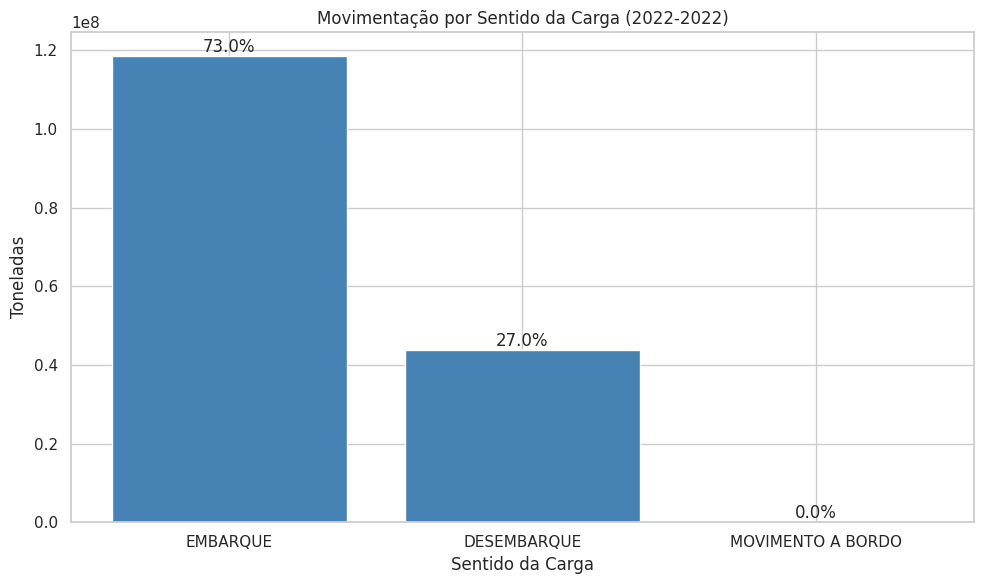 Movimentação por Sentido da Carga (2022-2022)
1e8
1.2
1.0
0.8
0.6
0.4
0.2
0.0
Toneladas
73.0%
27.0%
0.0%
EMBARQUE
DESEMBARQUE
MOVIMENTO A BORDO
Sentido da Carga